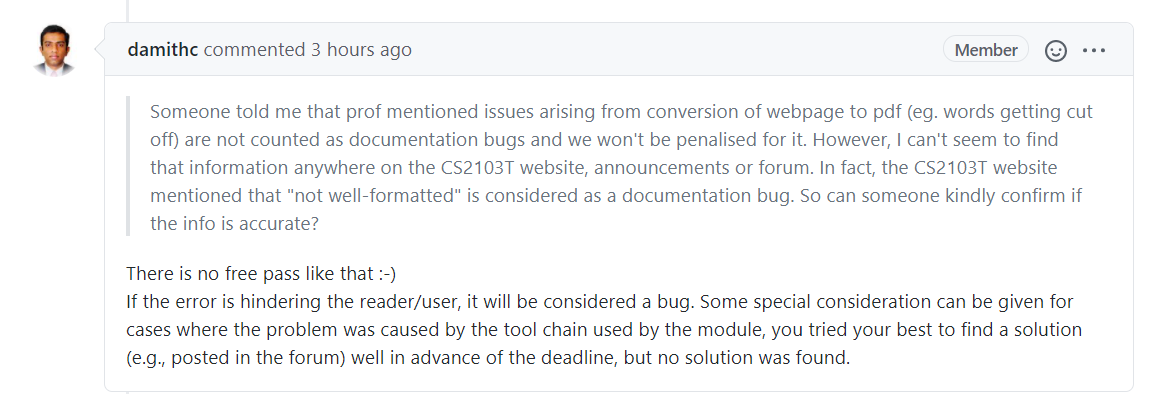 damithc commented 3 hours ago
Member
Someone told me that prof mentioned issues arising from conversion of webpage to pdf (eg. words getting cut
off) are not counted as documentation bugs and we won't be penalised for it. However, I can't seem to find
that information anywhere on the CS2103T website, announcements or forum. In fact, the CS2103T website
mentioned that "not well-formatted" is considered as a documentation bug. So can someone kindly confirm if
the info is accurate?
There is no free pass like that :-)
If the error is hindering the reader/user, it will be considered a bug. Some special consideration can be given for
cases where the problem was caused by the tool chain used by the module, you tried your best to find a solution
(e.g., posted in the forum) well in advance of the deadline, but no solution was found.